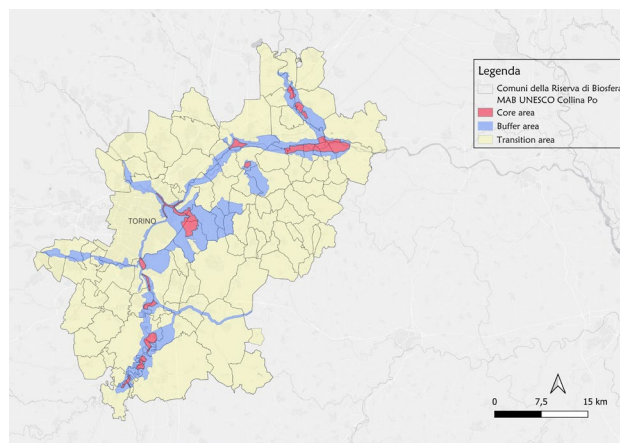 Legenda
Comuni della Riserva di Biosfera
MAB UNESCO Collina Po
Core area
Buffer area
Transition area
TORINO
0 7,5 15 km